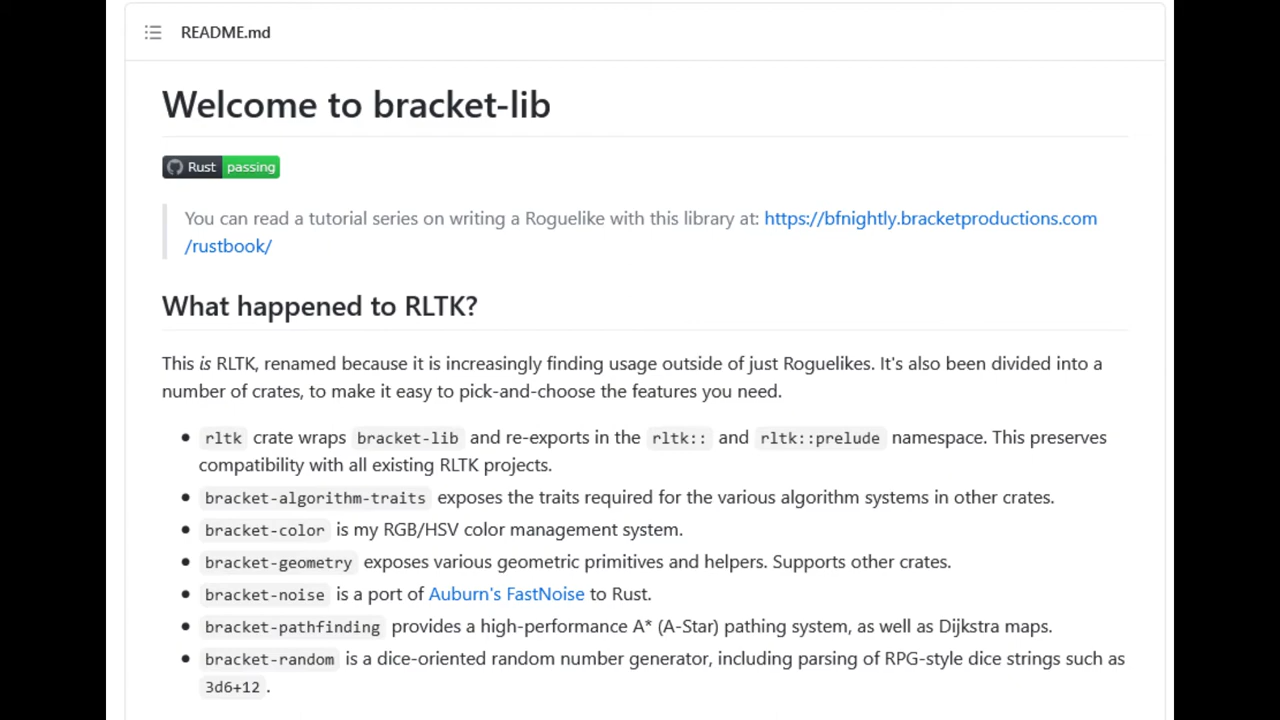 README.md
Welcome to bracket-lib
Rust passing
You can read a tutorial series on writing a Roguelike with this library at: https://bfnightly.bracketproductions.com
/rustbook/
What happened to RLTK?
This is RLTK, renamed because it is increasingly finding usage outside of just Roguelikes. It's also been divided into a
number of crates, to make it easy to pick-and-choose the features you need.
• rltk crate wraps bracket-lib and re-exports in the rltk:: and rltk::prelude namespace. This preserves
compatibility with all existing RLTK projects.
• bracket-algorithm-traits exposes the traits required for the various algorithm systems in other crates.
• bracket-color is my RGB/HSV color management system.
• bracket-geometry exposes various geometric primitives and helpers. Supports other crates.
• bracket-noise is a port of Auburn's FastNoise to Rust.
• bracket-pathfinding provides a high-performance A* (A-Star) pathing system, as well as Dijkstra maps.
• bracket-random is a dice-oriented random number generator, including parsing of RPG-style dice strings such as
3d6+12 .